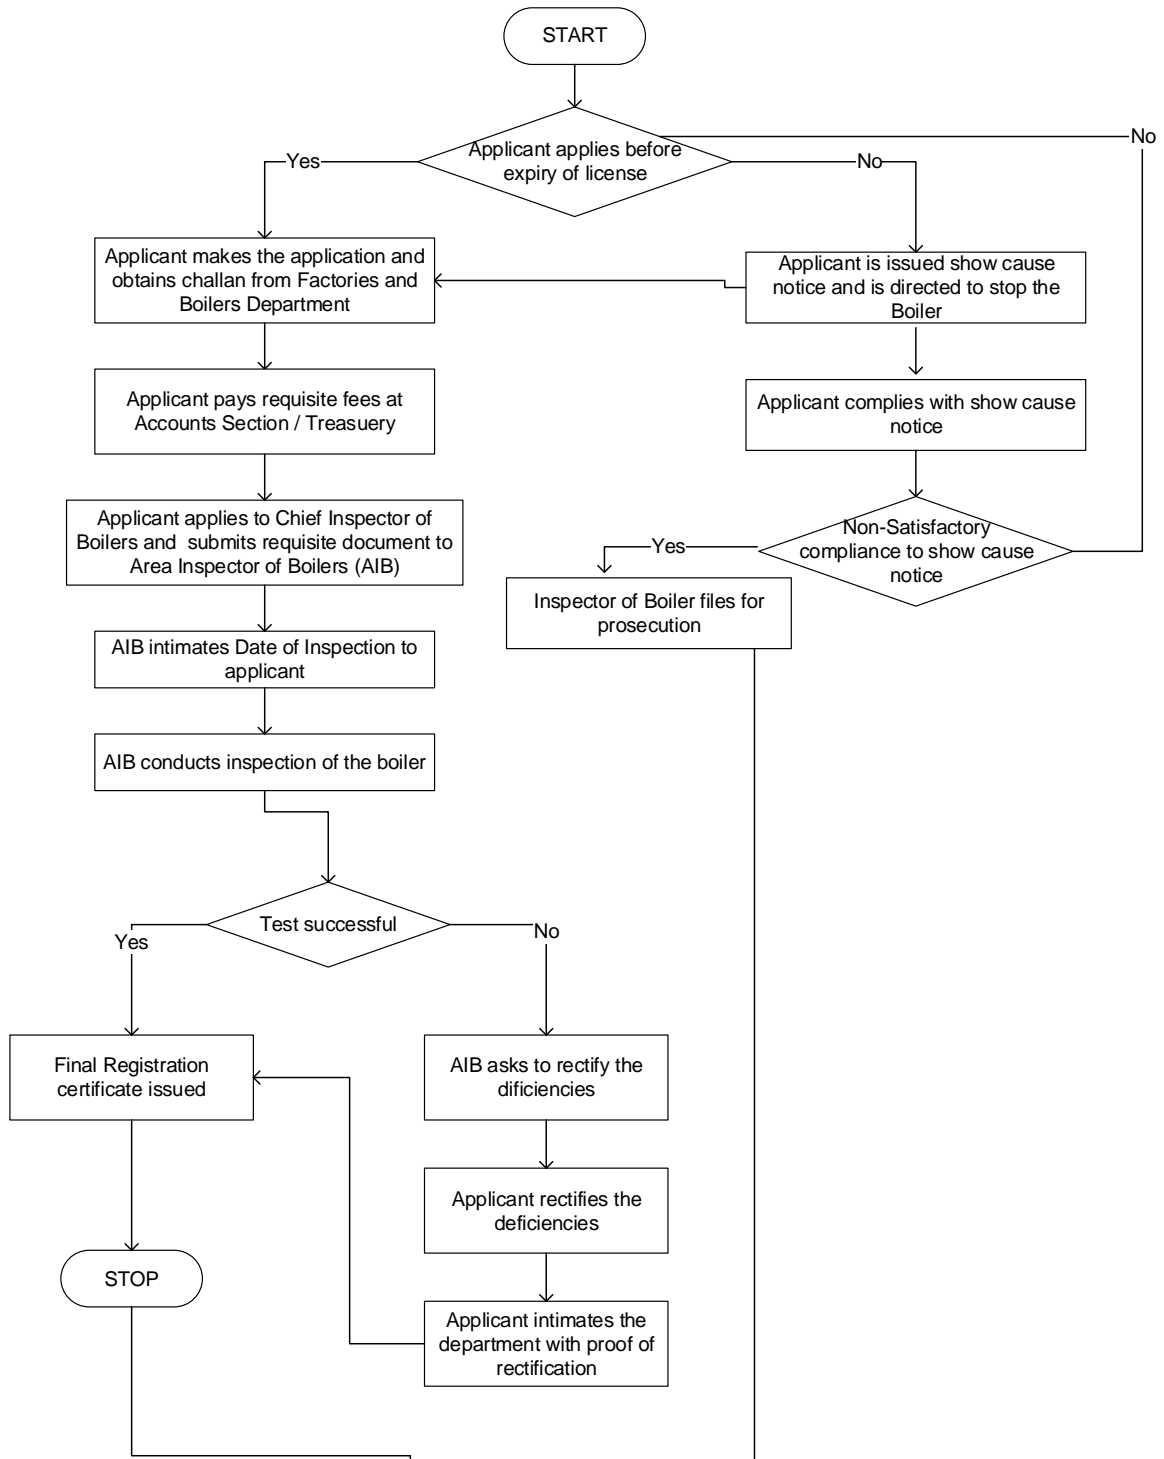 START
Applicant applies before
expiry of license
Yes
No
No
Applicant makes the application and
obtains challan from Factories and
Boilers Department
Applicant is issued show cause
notice and is directed to stop the
Boiler
Applicant pays requisite fees at
Accounts Section / Treasuery
Applicant complies with show cause
notice
Applicant applies to Chief Inspector of
Boilers and submits requisite document to
Area Inspector of Boilers (AIB)
Non-Satisfactory
compliance to show cause
notice
Yes
Inspector of Boiler files for
prosecution
AIB intimates Date of Inspection to
applicant
AIB conducts inspection of the boiler
Test successful
Yes
No
Final Registration
certificate issued
AIB asks to rectify the
dificiencies
Applicant rectifies the
deficiencies
STOP
Applicant intimates the
department with proof of
rectification